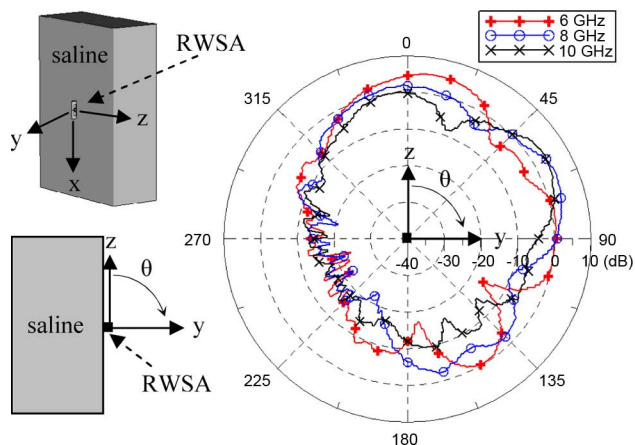 saline
RWSA
y
z
x
z
θ
saline
y
RWSA
6 GHz
8 GHz
10 GHz
0
315
45
z
θ
y
270
90
-40 -30 -20 -10 0 10 (dB)
225
135
180